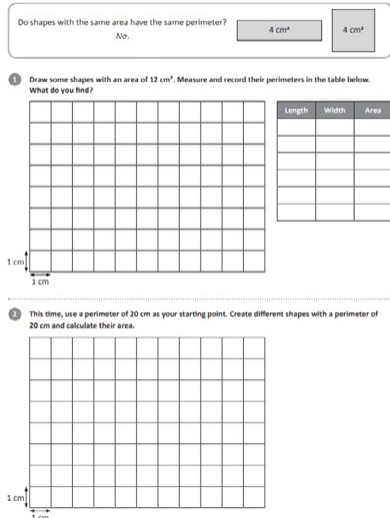 Do shapes with the same area have the same perimeter?
No.
4 cm²
4 cm²
1 Draw some shapes with an area of 12 cm². Measure and record their perimeters in the table below.
What do you find?
Length Width Area
1 cm
1 cm
2 This time, use a perimeter of 20 cm as your starting point. Create different shapes with a perimeter of
20 cm and calculate their area.
1 cm
1 cm